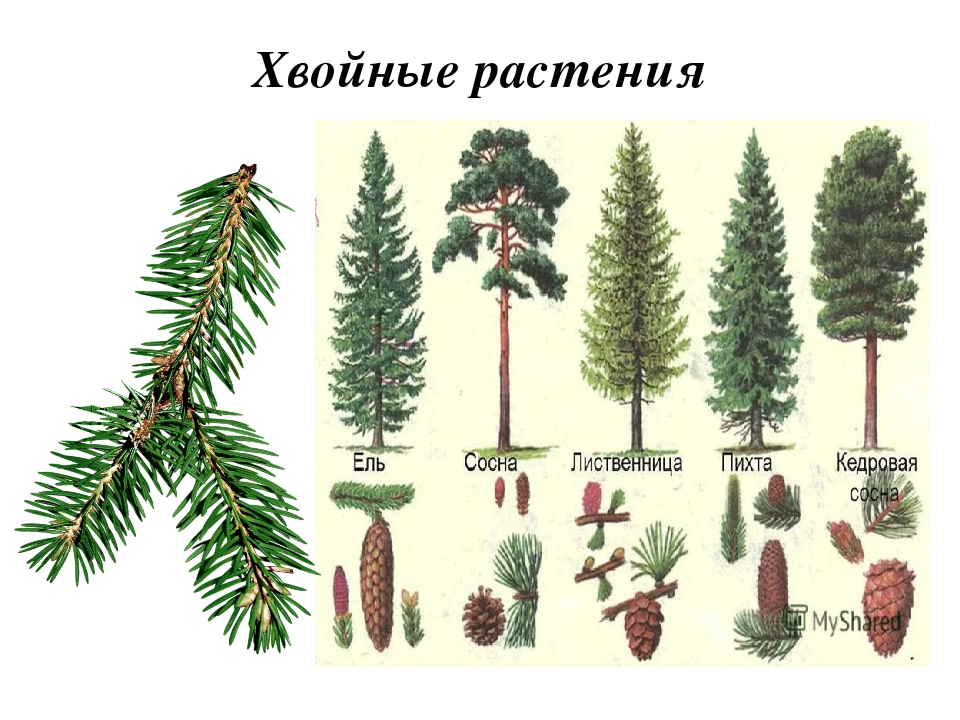 Хвойные растения
Ель Сосна Лиственница Пихта Кедровая
сосна
MyShared